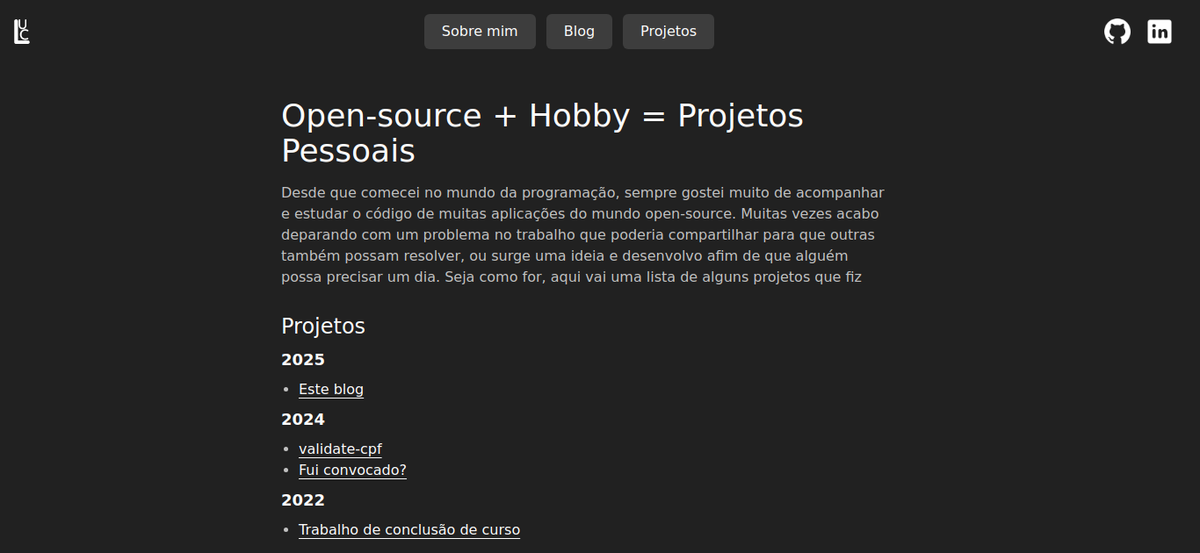 LUC
Sobre mim
Blog
Projetos
in
Open-source + Hobby = Projetos
Pessoais
Desde que comecei no mundo da programação, sempre gostei muito de acompanhar
e estudar o código de muitas aplicações do mundo open-source. Muitas vezes acabo
deparando com um problema no trabalho que poderia compartilhar para que outras
também possam resolver, ou surge uma ideia e desenvolvo afim de que alguém
possa precisar um dia. Seja como for, aqui vai uma lista de alguns projetos que fiz
Projetos
2025
Este blog
2024
validate-cpf
Fui convocado?
2022
Trabalho de conclusão de curso